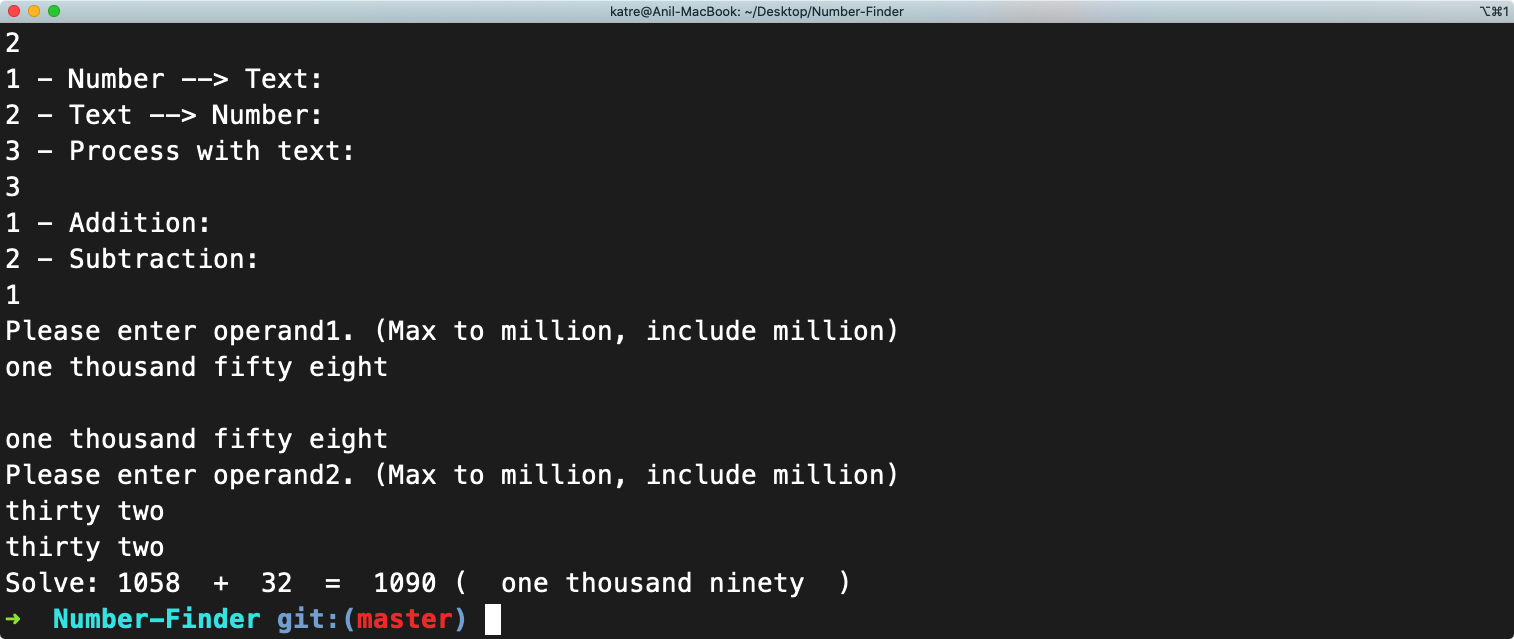 katre@Anil-MacBook: ~/Desktop/Number-Finder ⌥⌘1
2
1 - Number --> Text:
2 - Text --> Number:
3 - Process with text:
3
1 - Addition:
2 - Subtraction:
1
Please enter operand1. (Max to million, include million)
one thousand fifty eight
one thousand fifty eight
Please enter operand2. (Max to million, include million)
thirty two
thirty two
Solve: 1058  +  32  =  1090 (  one thousand ninety  )
➜  Number-Finder git:(master)